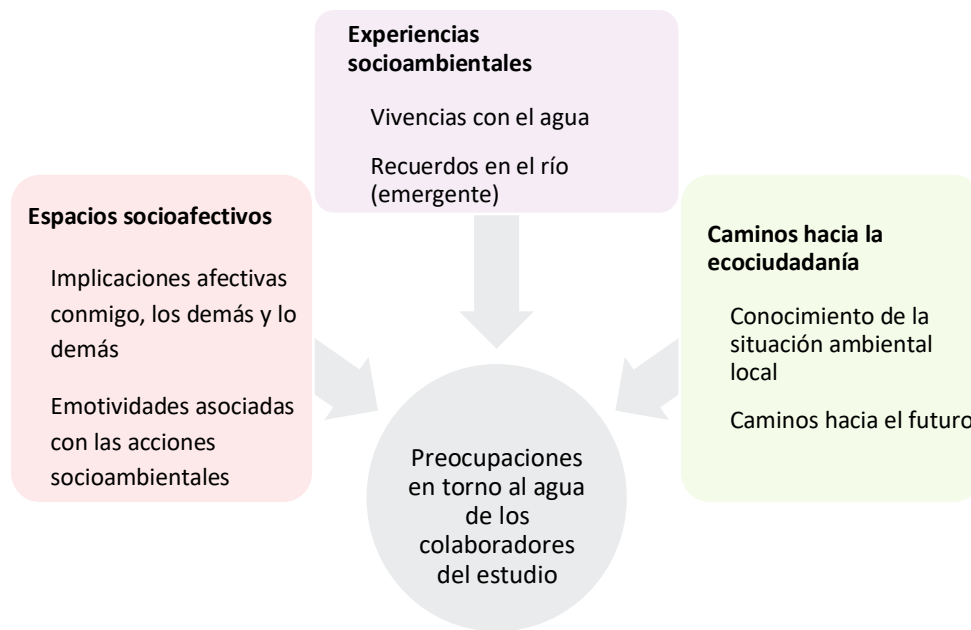 Experiencias
socioambientales
Vivencias con el agua
Recuerdos en el río
(emergente)
Espacios socioafectivos
Implicaciones afectivas
conmigo, los demás y lo
demás
Emotividades asociadas
con las acciones
socioambientales
Caminos hacia la
ecociudadanía
Conocimiento de la
situación ambiental
local
Caminos hacia el futuro
Preocupaciones
en torno al agua
de los
colaboradores
del estudio